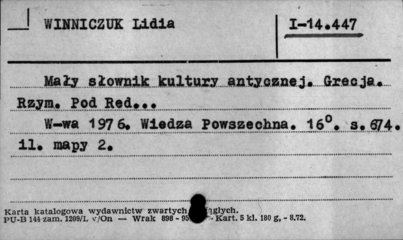 WINNICZUK Lidia
I-14.447
Mały słownik kultury antycznej. Grecja.
Rzym. Pod Red...
W-wa 1976. Wiedza Powszechna. 16°. s.674.
il. mapy 2.
Karta katalogowa wydawnictw zwartych
PU-B 144 zam. 1209/L v/On — Wrak 898 - Kart. 5 kl. 180 g, - 8.72.